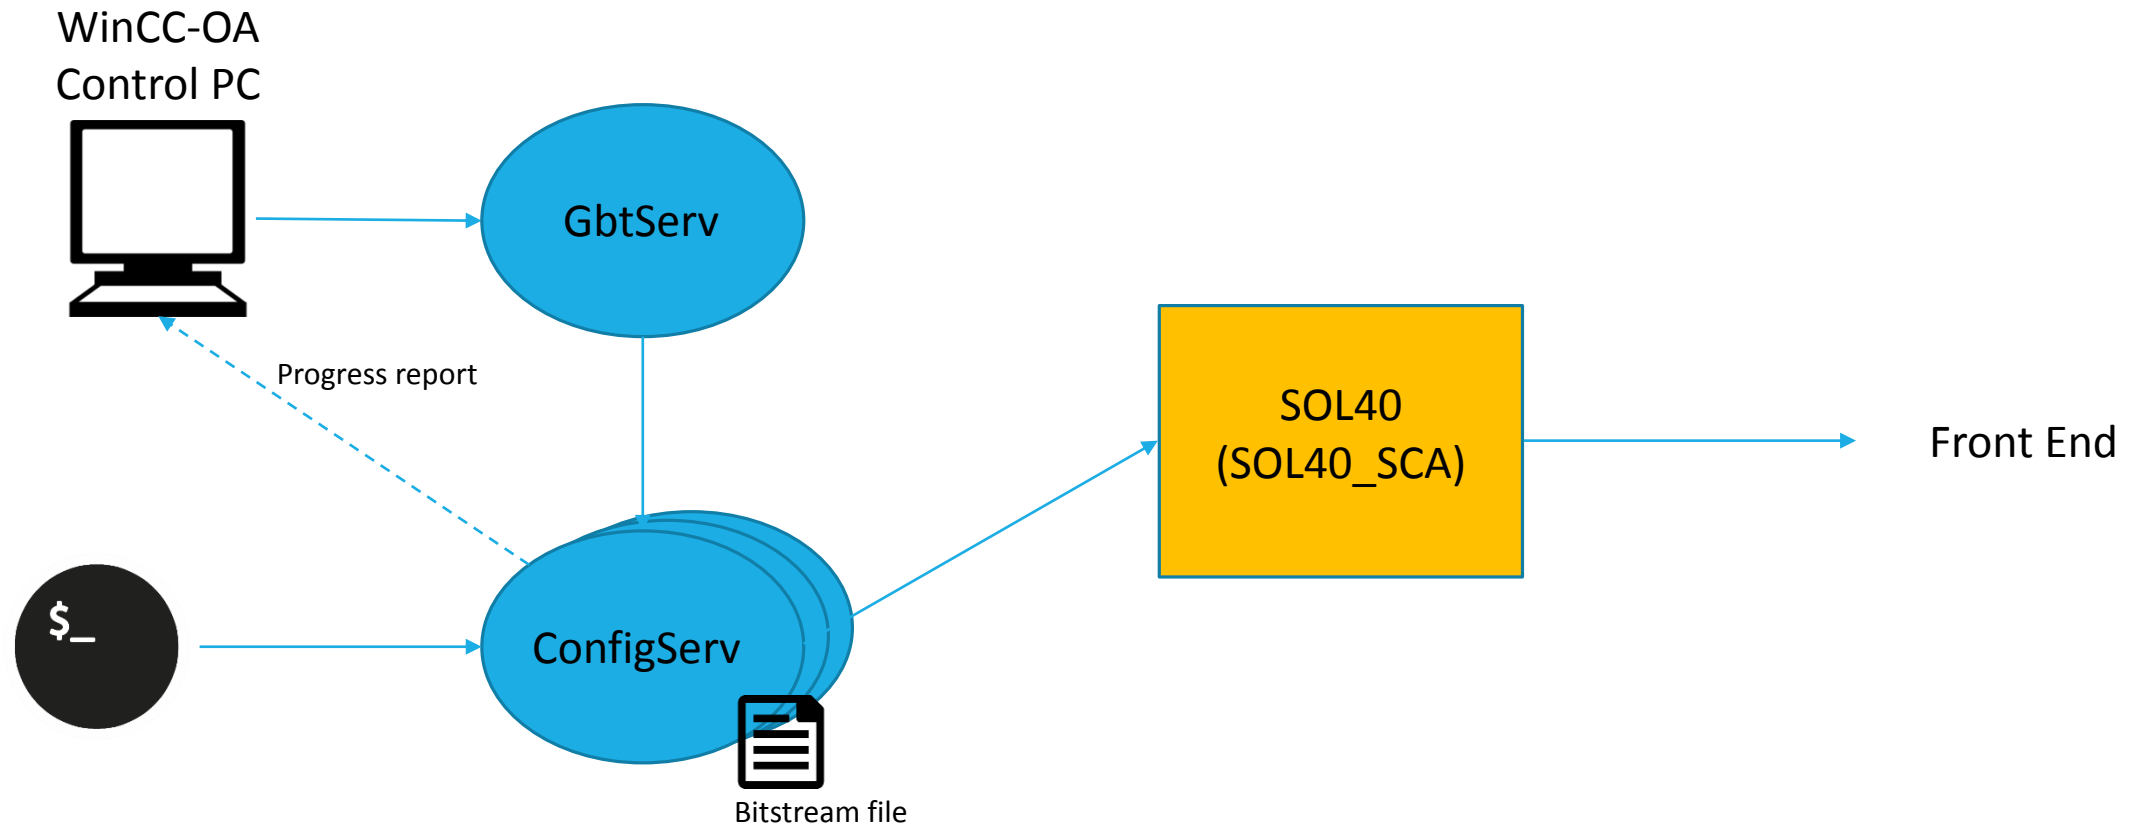 WinCC-OA
Control PC
GbtServ
Progress report
SOL40
(SOL40_SCA)
Front End
$_
ConfigServ
Bitstream file